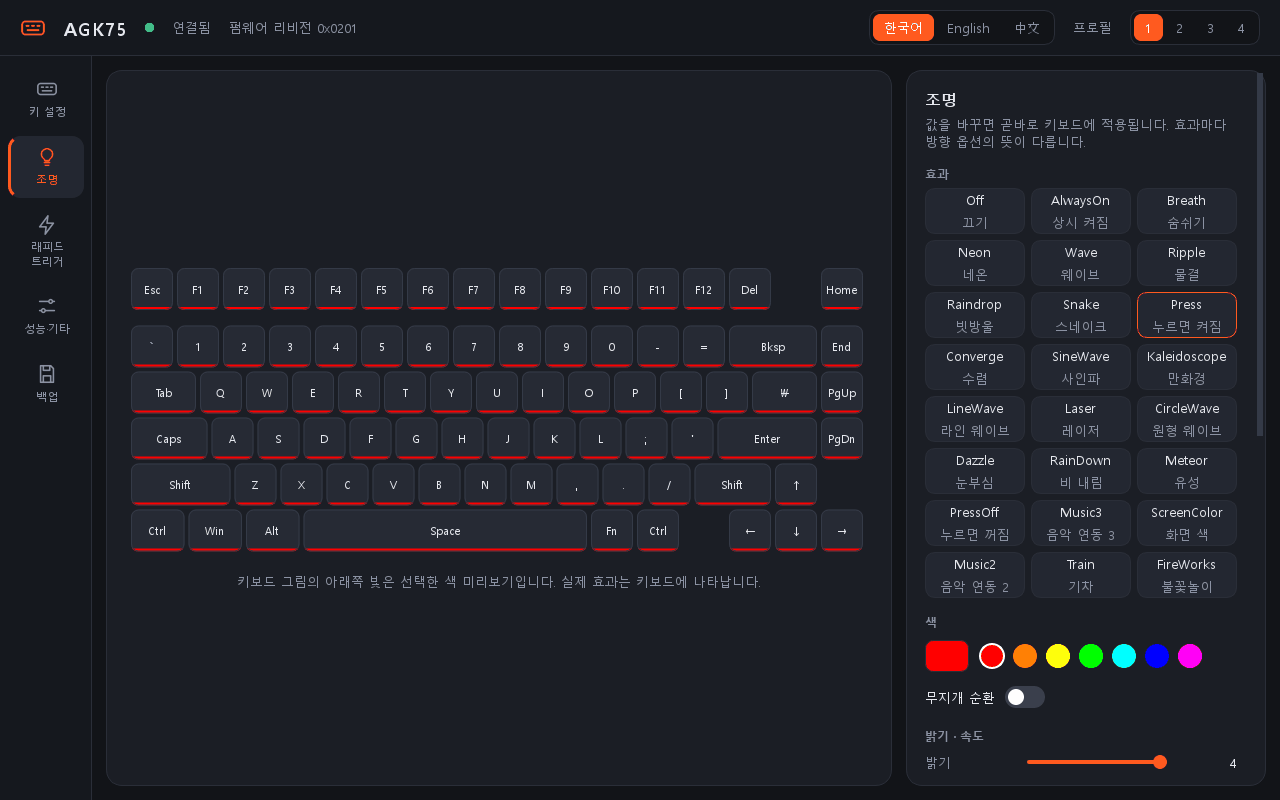 AGK75 연결됨 펌웨어 리비전 0x0201 한국어 English 中文 프로필 1 2 3 4
키 설정
조명
래피드
트리거
성능·기타
백업
Esc F1 F2 F3 F4 F5 F6 F7 F8 F9 F10 F11 F12 Del Home
` 1 2 3 4 5 6 7 8 9 0 - = Bksp End
Tab Q W E R T Y U I O P [ ] ₩ PgUp
Caps A S D F G H J K L ; ' Enter PgDn
Shift Z X C V B N M , . / Shift ↑
Ctrl Win Alt Space Fn Ctrl ← ↓ →
키보드 그림의 아래쪽 빛은 선택한 색 미리보기입니다. 실제 효과는 키보드에 나타납니다.
조명
값을 바꾸면 곧바로 키보드에 적용됩니다. 효과마다
방향 옵션의 뜻이 다릅니다.
효과
Off AlwaysOn Breath
끄기 상시 켜짐 숨쉬기
Neon Wave Ripple
네온 웨이브 물결
Raindrop Snake Press
빗방울 스네이크 누르면 켜짐
Converge SineWave Kaleidoscope
수렴 사인파 만화경
LineWave Laser CircleWave
라인 웨이브 레이저 원형 웨이브
Dazzle RainDown Meteor
눈부심 비 내림 유성
PressOff Music3 ScreenColor
누르면 꺼짐 음악 연동 3 화면 색
Music2 Train FireWorks
음악 연동 2 기차 불꽃놀이
색
무지개 순환
밝기 · 속도
밝기 4